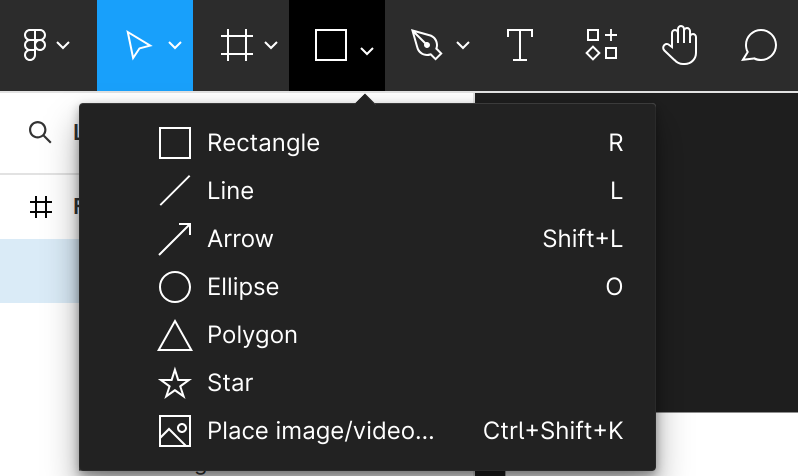 Rectangle R
Line L
Arrow Shift+L
Ellipse O
Polygon
Star
Place image/video... Ctrl+Shift+K